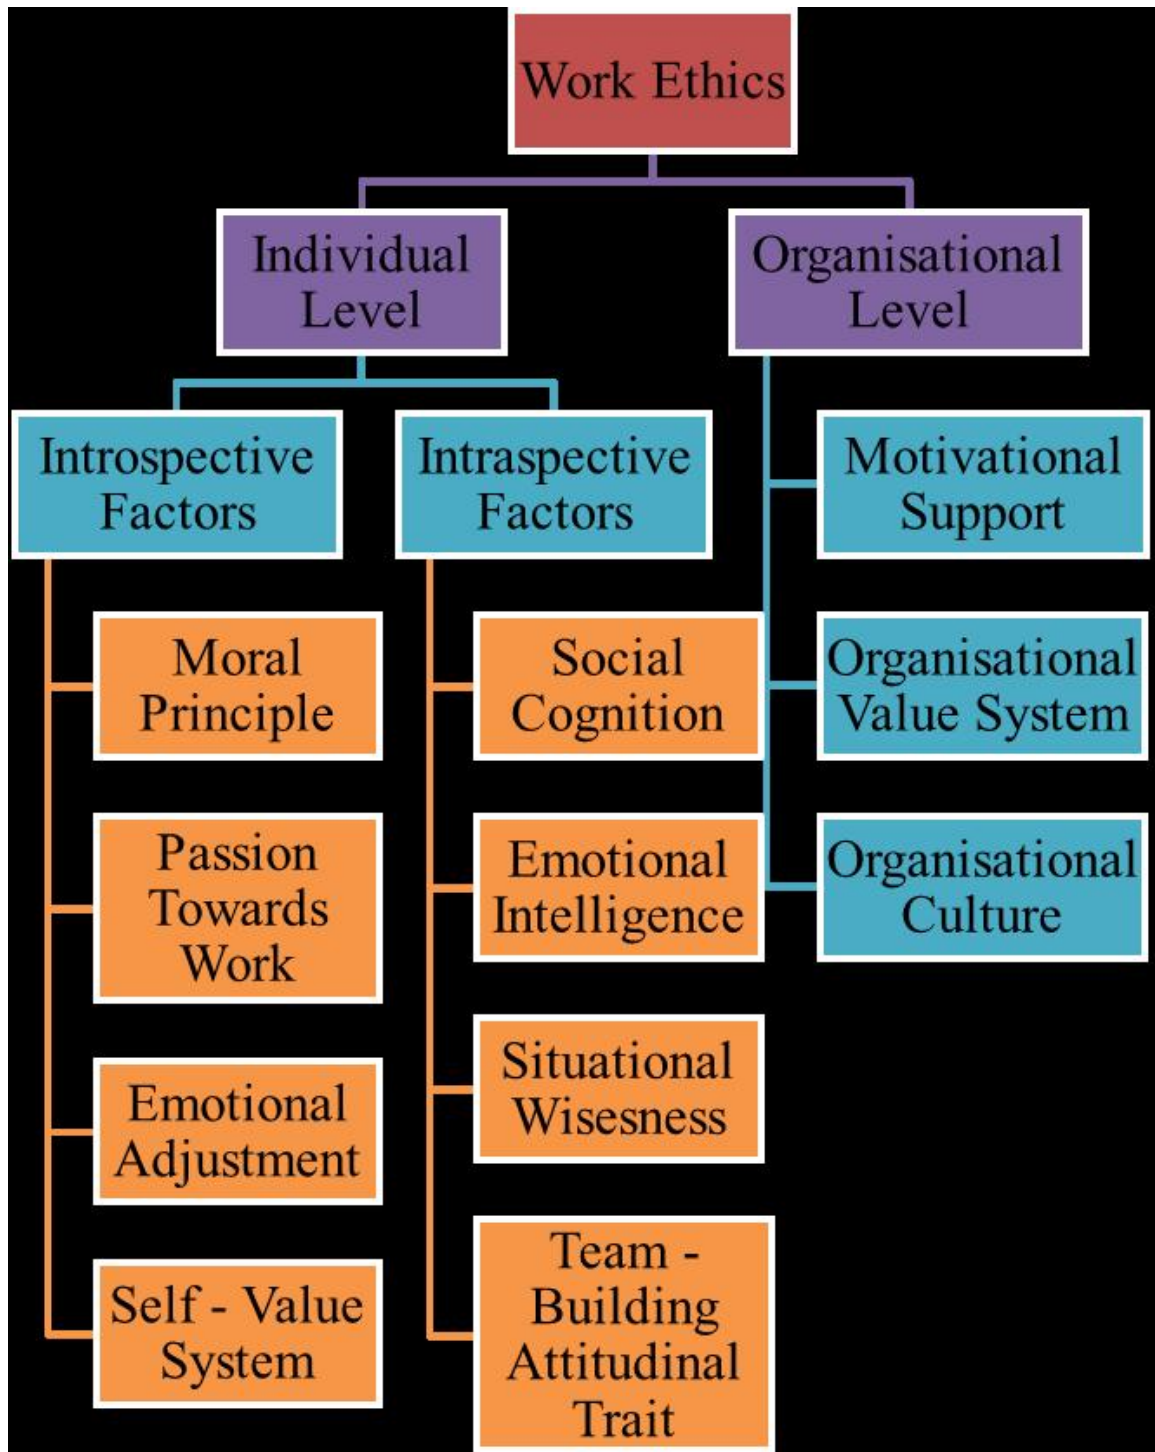 Work Ethics
Individual
Level
Organisational
Level
Introspective
Factors
Intraspective
Factors
Motivational
Support
Moral
Principle
Social
Cognition
Organisational
Value System
Passion
Towards
Work
Emotional
Intelligence
Organisational
Culture
Emotional
Adjustment
Situational
Wisesness
Self - Value
System
Team -
Building
Attitudinal
Trait